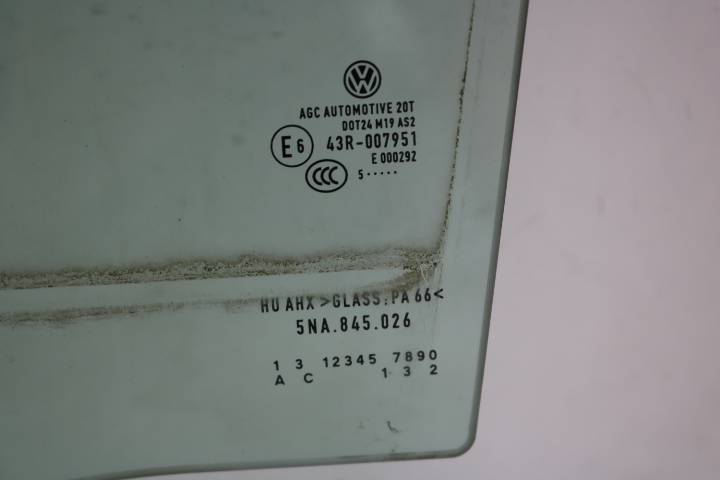 AGC AUTOMOTIVE 20T
DOT24 M19 AS2
E6 43R-007951
E 000292
CCC 5·····
HU AHX >GLASS:PA 66<
5NA.845.026
1 3 12345 7890
A C 1 3 2